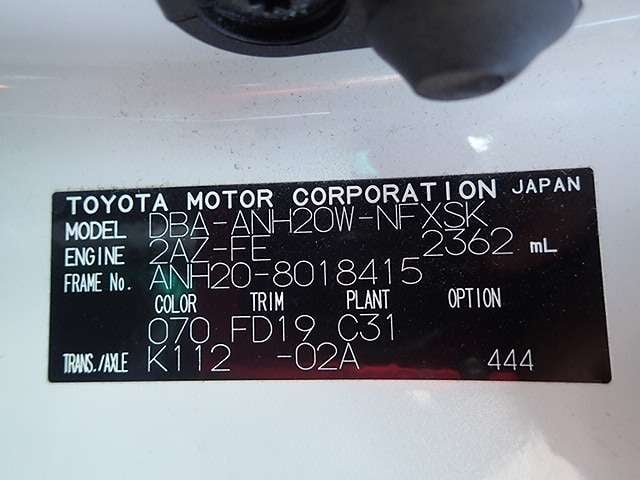 TOYOTA MOTOR CORPORATION JAPAN
MODEL DBA-ANH20W-NFXSK
ENGINE 2AZ-FE 2362 mL
FRAME No. ANH20-8018415
COLOR TRIM PLANT OPTION
070 FD19 C31
TRANS./AXLE K112 -02A 444